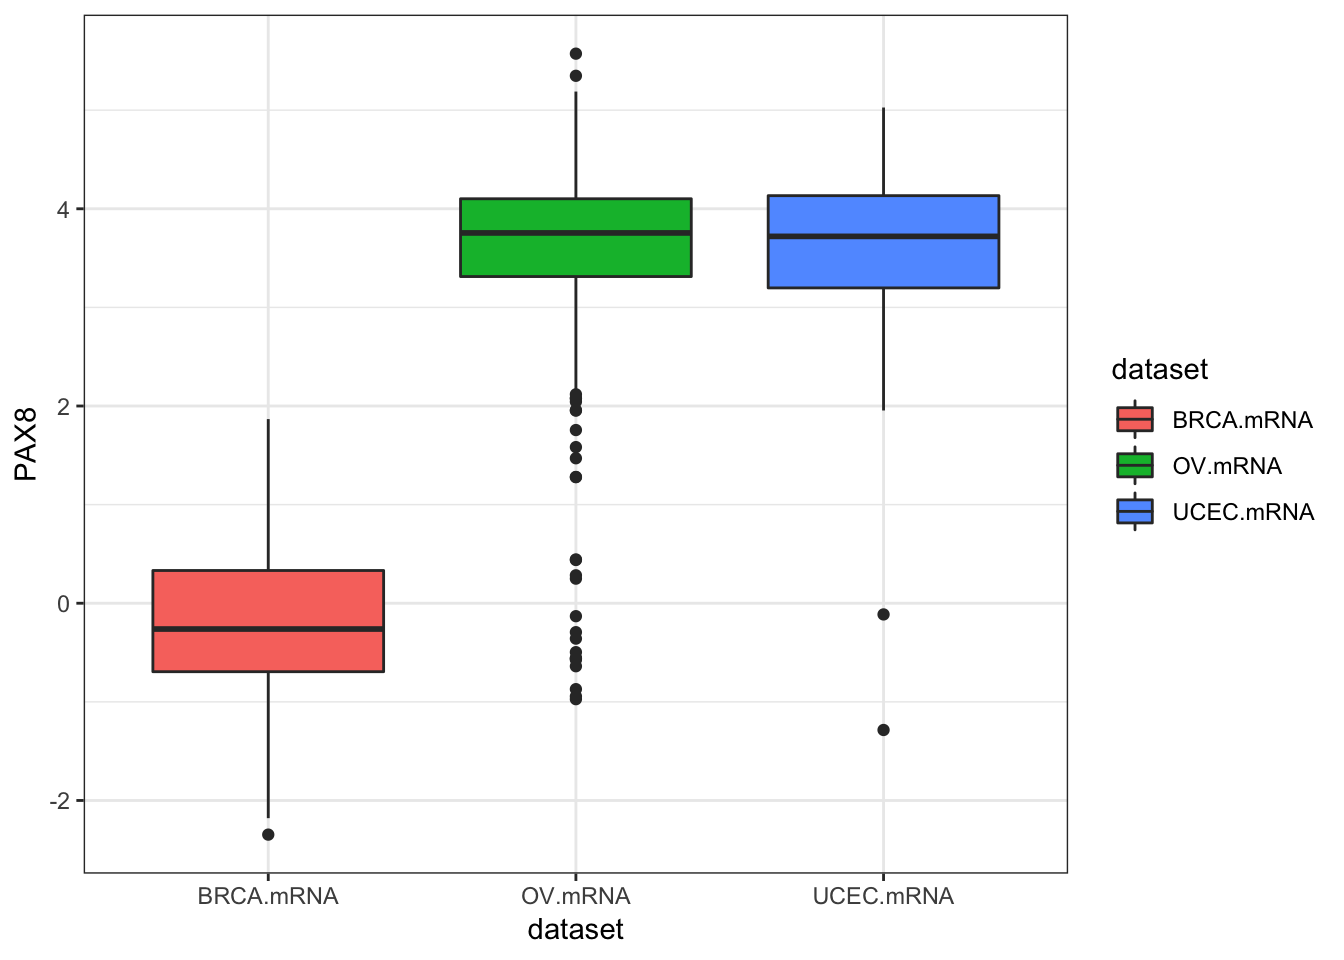 PAX8
4
2
0
-2
BRCA.mRNA
OV.mRNA
UCEC.mRNA
dataset
dataset
BRCA.mRNA
OV.mRNA
UCEC.mRNA